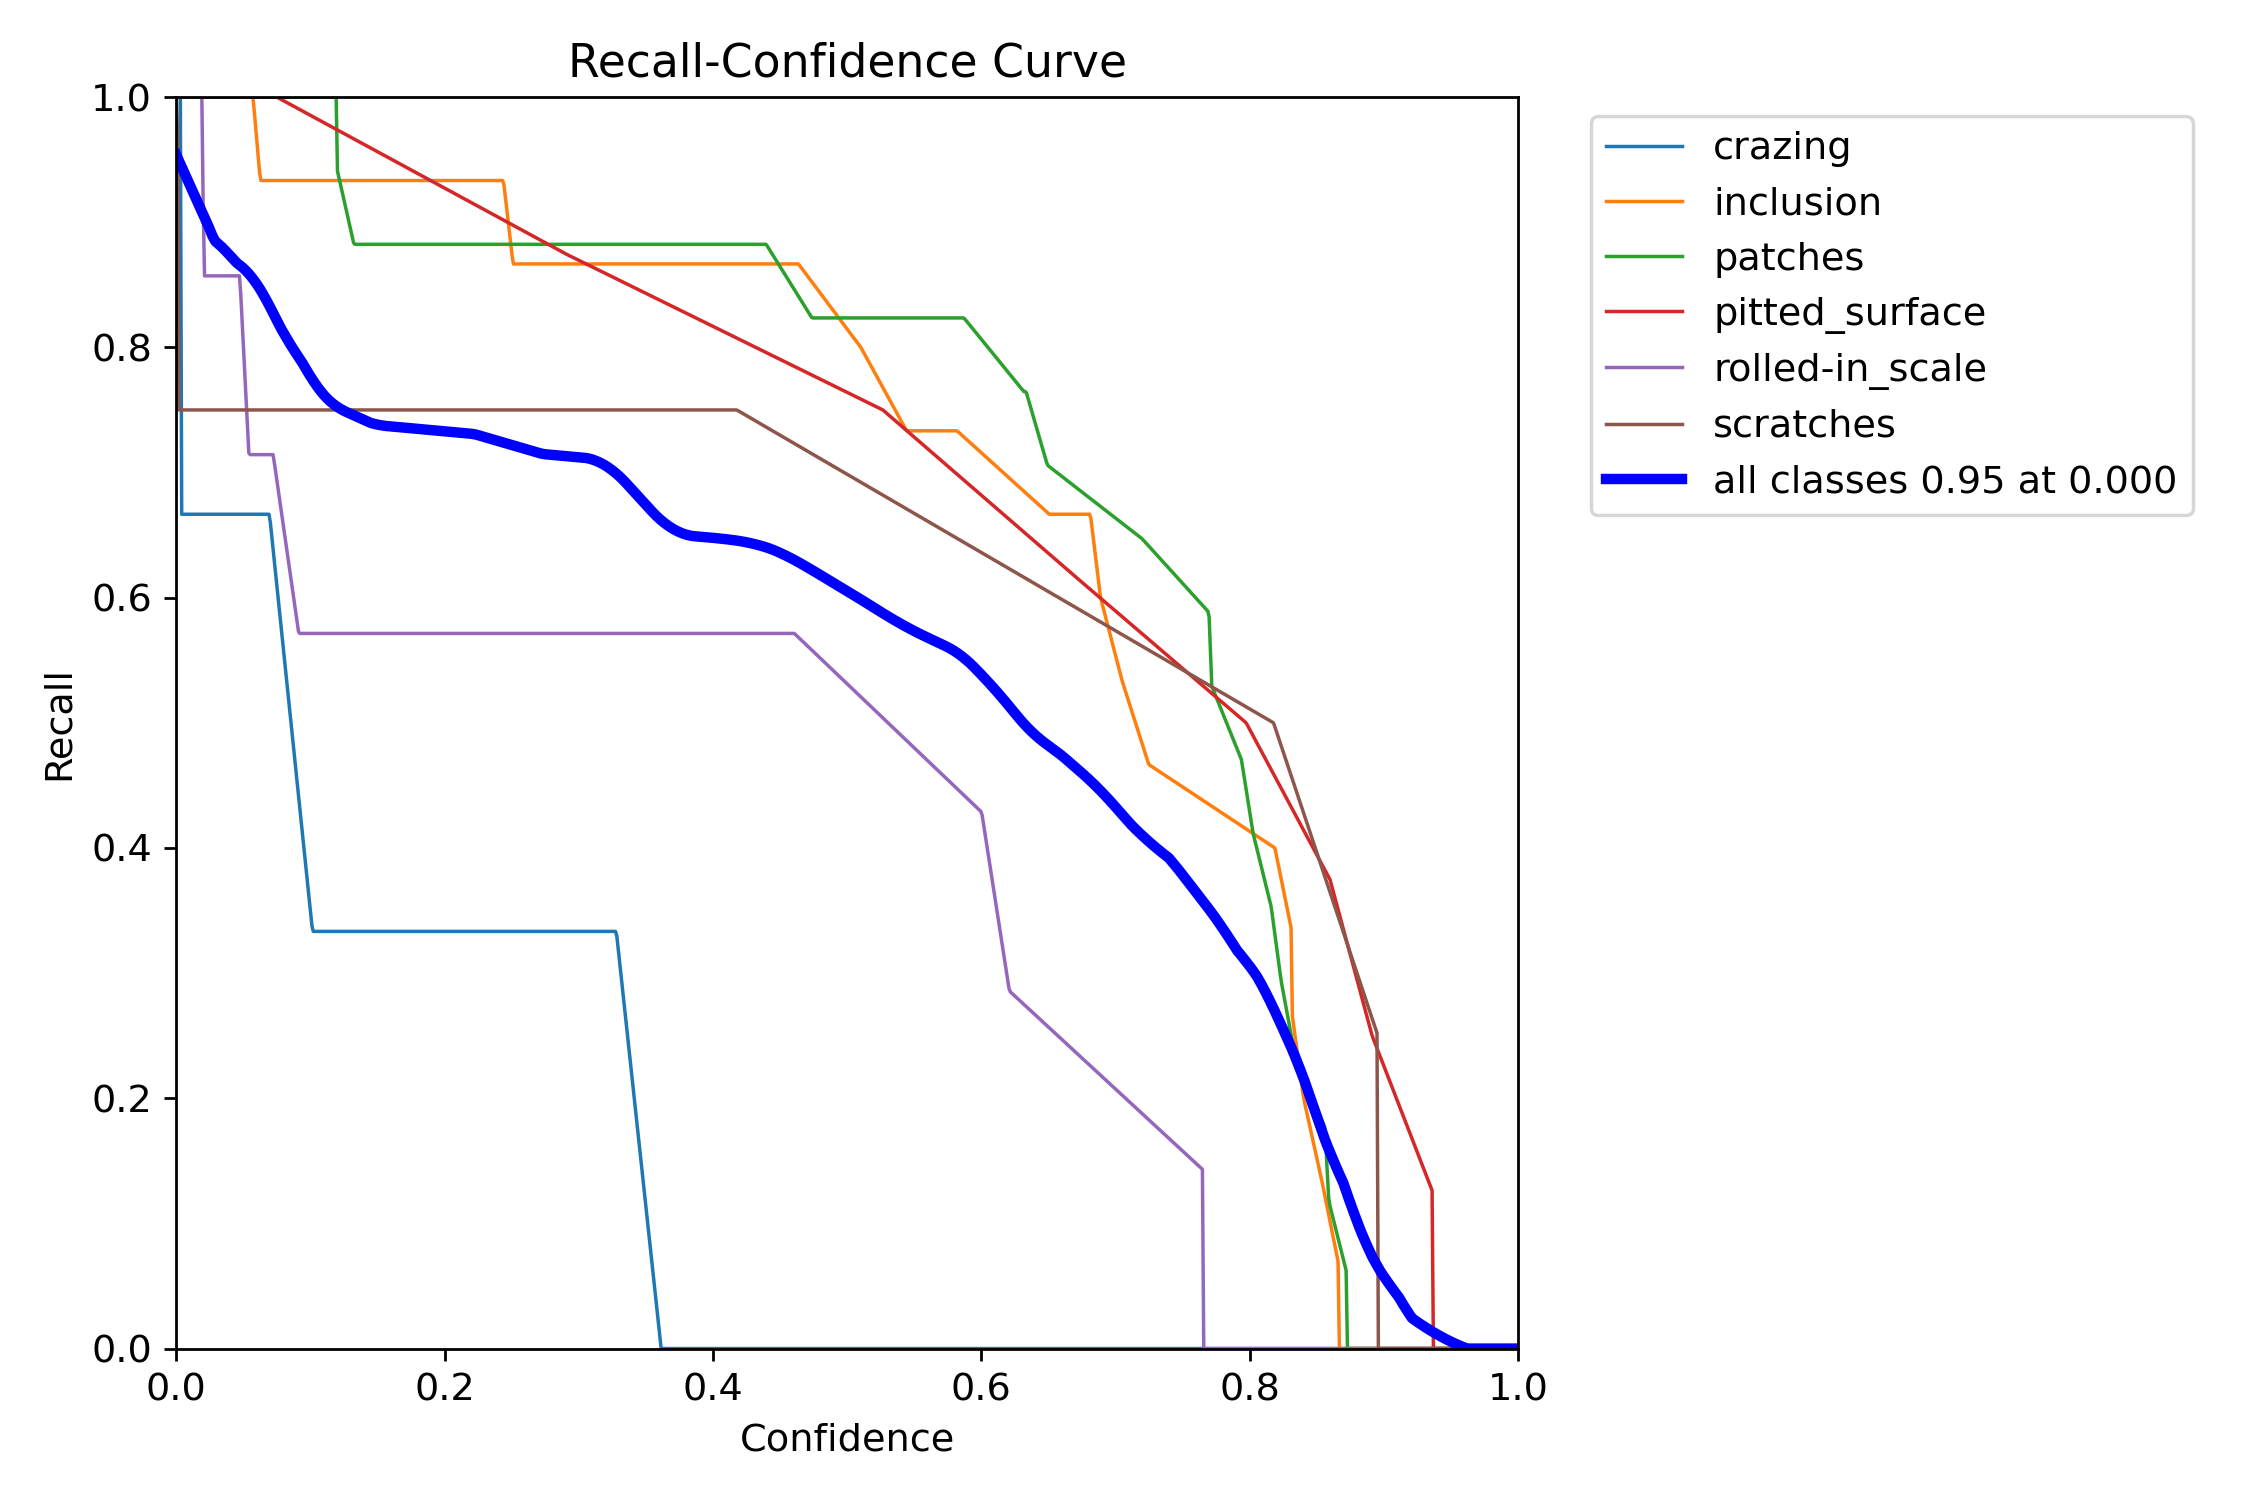 Recall-Confidence Curve
1.0
0.8
0.6
0.4
0.2
0.0
Recall
0.0 0.2 0.4 0.6 0.8 1.0
Confidence
crazing
inclusion
patches
pitted_surface
rolled-in_scale
scratches
all classes 0.95 at 0.000